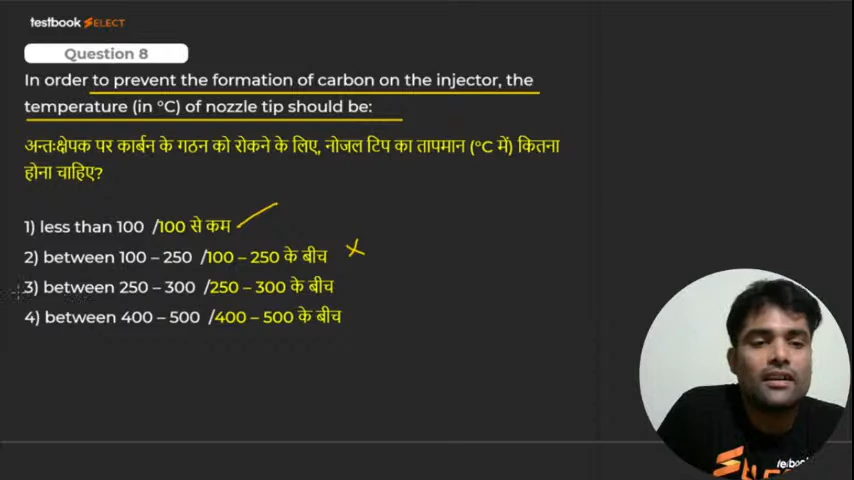 testbook SELECT
Question 8
In order to prevent the formation of carbon on the injector, the
temperature (in °C) of nozzle tip should be:
अन्तःक्षेपक पर कार्बन के गठन को रोकने के लिए, नोजल टिप का तापमान (°C में) कितना
होना चाहिए?
1) less than 100 /100 से कम
2) between 100 – 250 /100 – 250 के बीच
3) between 250 – 300 /250 – 300 के बीच
4) between 400 – 500 /400 – 500 के बीच